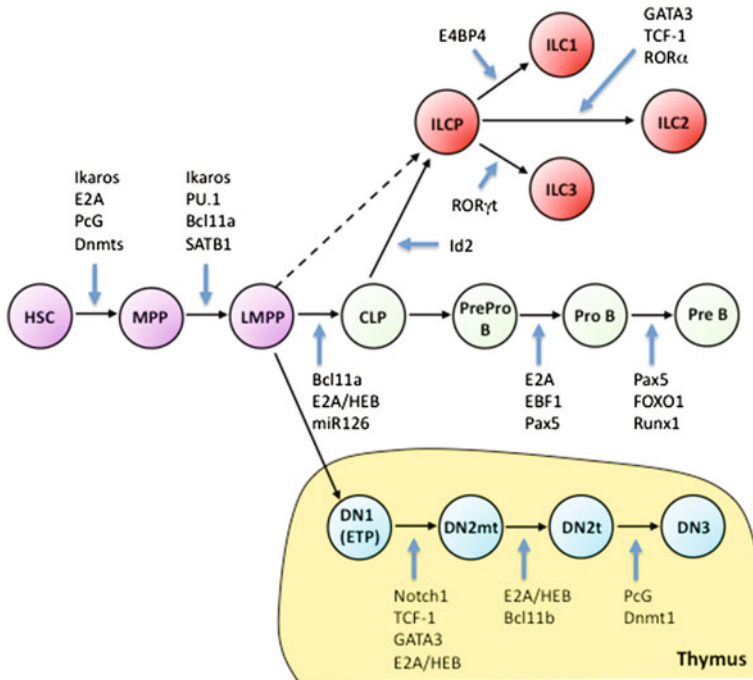 GATA3
TCF-1
RORα
E4BP4
ILC1
ILCP
ILC2
ILC3
RORγt
Id2
Ikaros
E2A
PcG
Dnmts
Ikaros
PU.1
Bcl11a
SATB1
HSC
MPP
LMPP
CLP
PrePro
B
Pro B
Pre B
Bcl11a
E2A/HEB
miR126
E2A
EBF1
Pax5
Pax5
FOXO1
Runx1
DN1
(ETP)
DN2mt
DN2t
DN3
Notch1
TCF-1
GATA3
E2A/HEB
E2A/HEB
Bcl11b
PcG
Dnmt1
Thymus